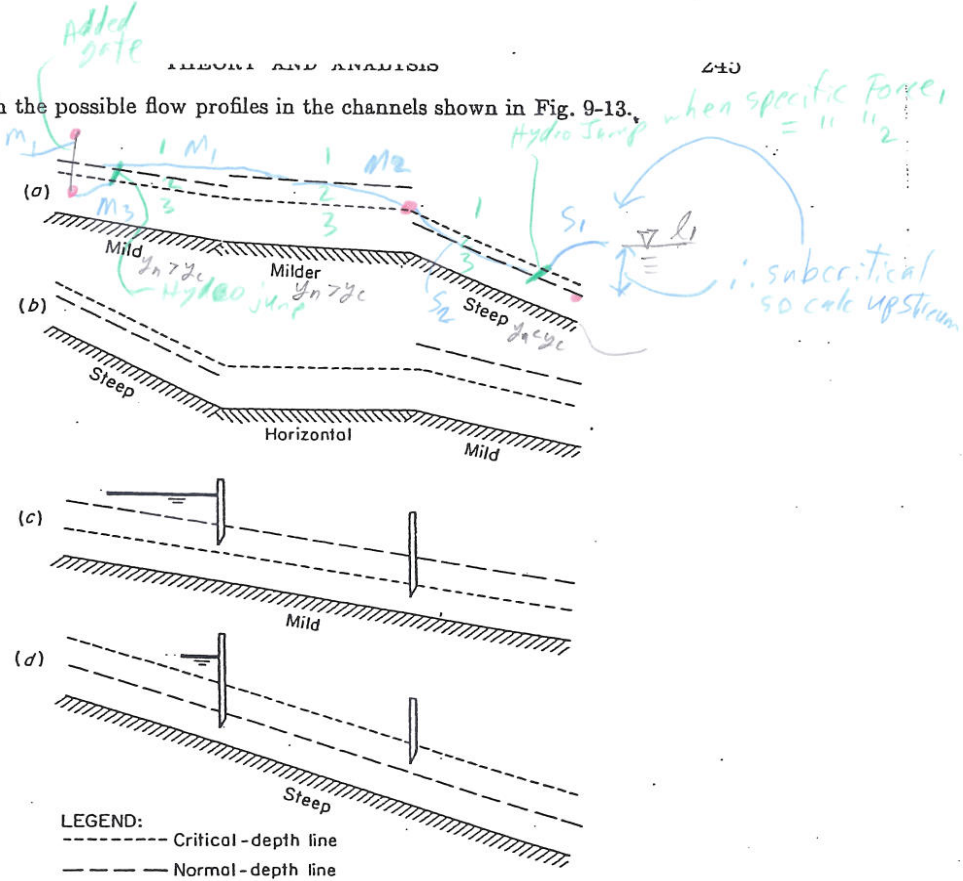 Added
gate
THEORY AND ANALYSIS 245
n the possible flow profiles in the channels shown in Fig. 9-13.
Hydro Jump when specific Force,
= " " 2
M1 1 M1 1 M2
(a) 2 2 1 S1 l1
M3 3 3
Mild Milder 3
yn > yc yn > yc S2 Steep
Hydro jump yn < yc
i. subcritical
so calc upstream
(b)
Steep
Horizontal
Mild
(c)
Mild
(d)
Steep
LEGEND:
Critical-depth line
Normal-depth line